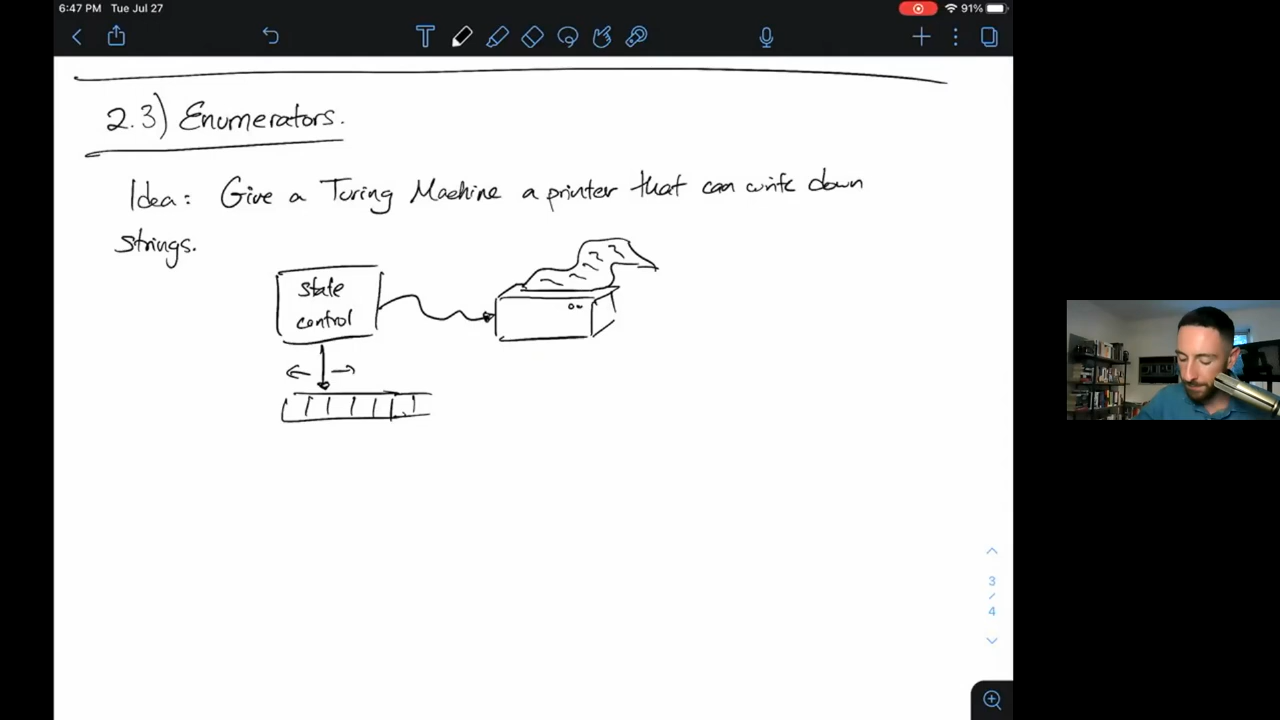 6:47 PM Tue Jul 27
91%
2.3) Enumerators.
Idea: Give a Turing Machine a printer that can write down
strings.
state
control
3
/
4